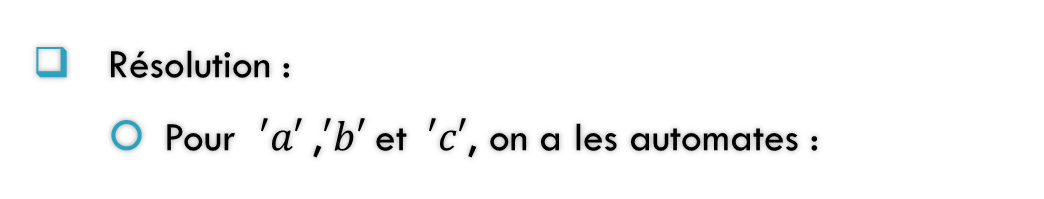 Résolution :
Pour 'a' ,'b' et 'c', on a les automates :